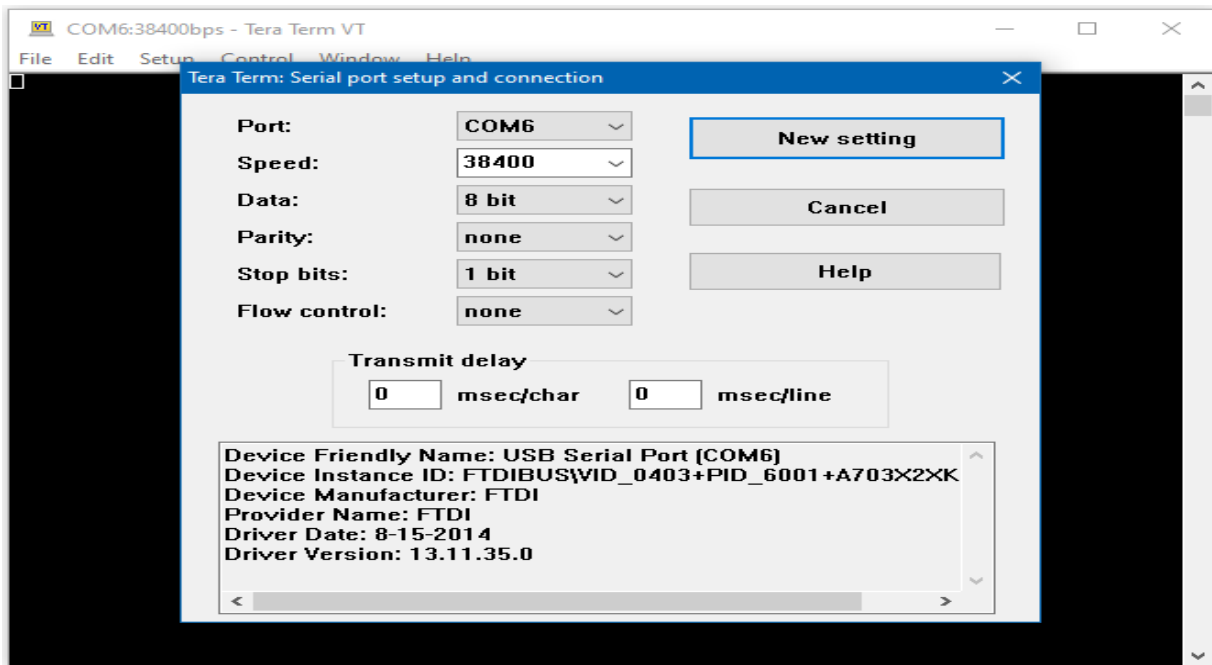 COM6:38400bps - Tera Term VT
File Edit Setup Control Window Help
Tera Term: Serial port setup and connection
Port: COM6
New setting
Speed: 38400
Data: 8 bit
Cancel
Parity: none
Stop bits: 1 bit
Help
Flow control: none
Transmit delay
0 msec/char 0 msec/line
Device Friendly Name: USB Serial Port (COM6)
Device Instance ID: FTDIBUS\VID_0403+PID_6001+A703X2XK
Device Manufacturer: FTDI
Provider Name: FTDI
Driver Date: 8-15-2014
Driver Version: 13.11.35.0